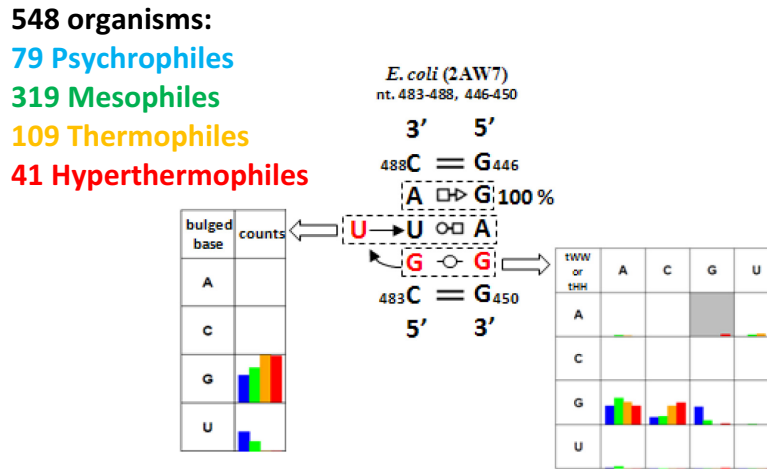 548 organisms:
79 Psychrophiles
319 Mesophiles
109 Thermophiles
41 Hyperthermophiles
E. coli (2AW7)
nt. 483-488, 446-450
3’ 5’
488C G446
A G 100 %
U U A
G G
483C G450
5’ 3’
bulged base counts
A
C
G
U
tWW or tHH A C G U
A
C
G
U